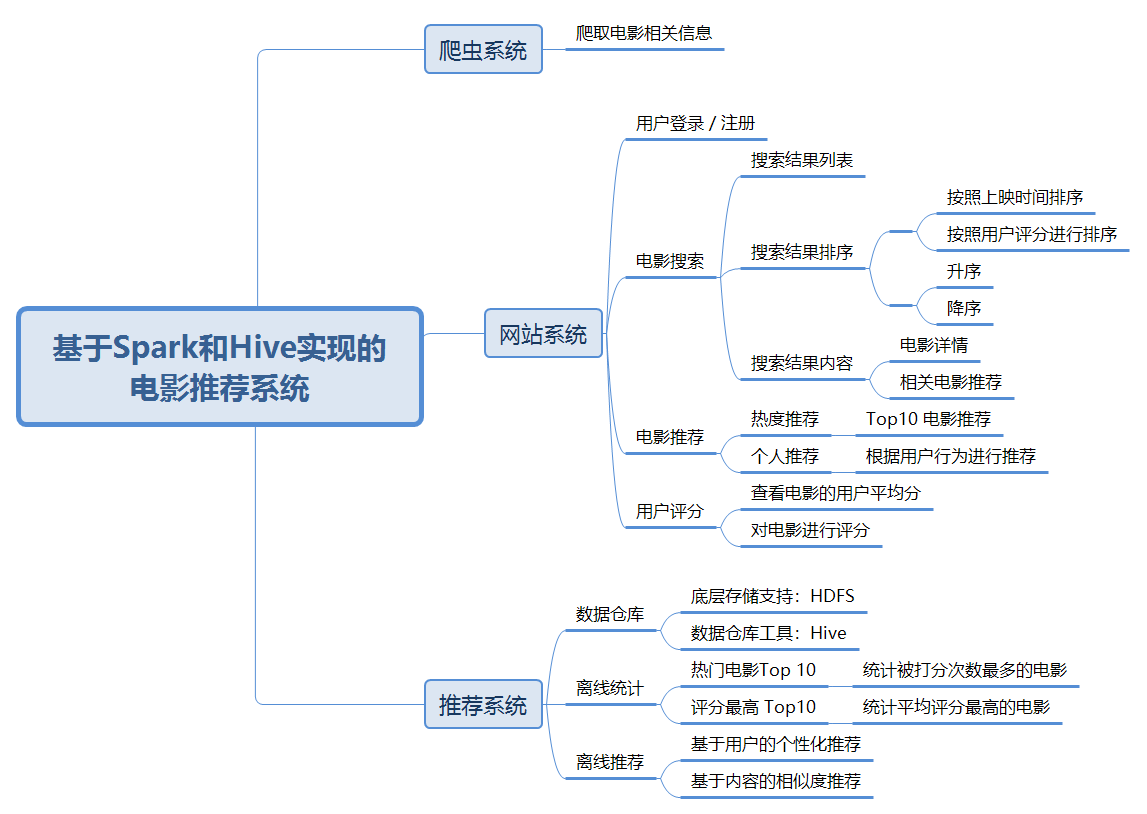 基于Spark和Hive实现的
电影推荐系统
爬虫系统
爬取电影相关信息
网站系统
用户登录 / 注册
电影搜索
搜索结果列表
搜索结果排序
按照上映时间排序
按照用户评分进行排序
升序
降序
搜索结果内容
电影详情
相关电影推荐
电影推荐
热度推荐
Top10 电影推荐
个人推荐
根据用户行为进行推荐
用户评分
查看电影的用户平均分
对电影进行评分
推荐系统
数据仓库
底层存储支持：HDFS
数据仓库工具：Hive
离线统计
热门电影Top 10
统计被打分次数最多的电影
评分最高 Top10
统计平均评分最高的电影
离线推荐
基于用户的个性化推荐
基于内容的相似度推荐